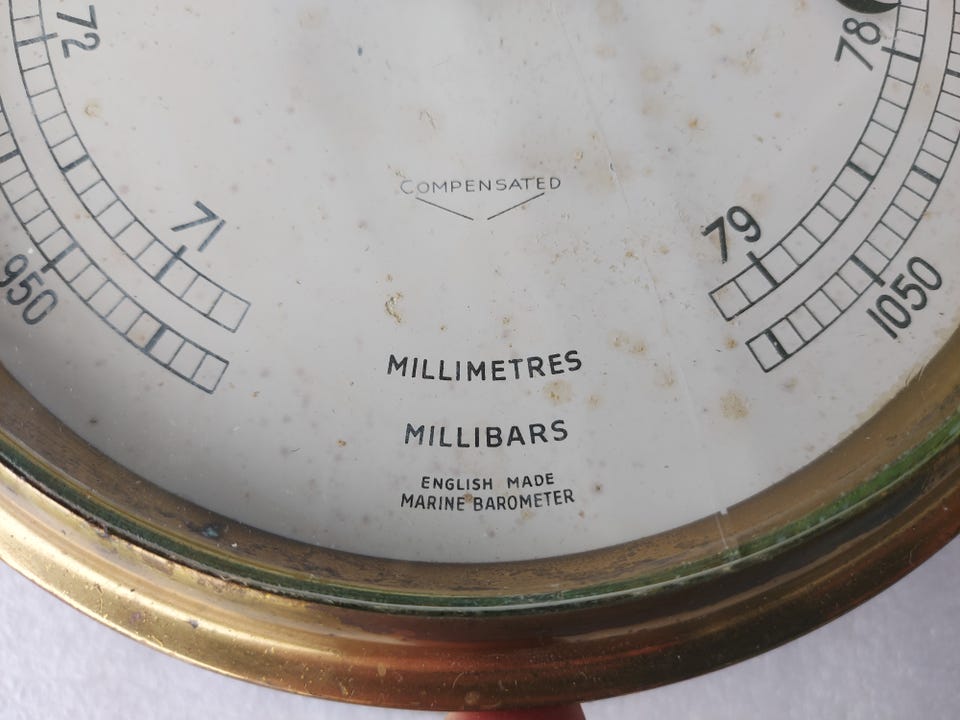 72
78
COMPENSATED
71
79
950
1050
MILLIMETRES
MILLIBARS
ENGLISH MADE
MARINE BAROMETER